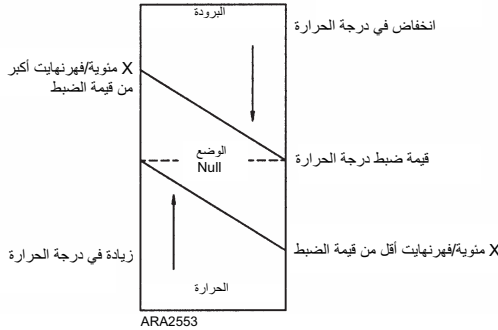 البرودة
انخفاض في درجة الحرارة
X مئوية/فهرنهايت أكبر
من قيمة الضبط
الوضع
Null
قيمة ضبط درجة الحرارة
زيادة في درجة الحرارة
X مئوية/فهرنهايت أقل من قيمة الضبط
الحرارة
ARA2553